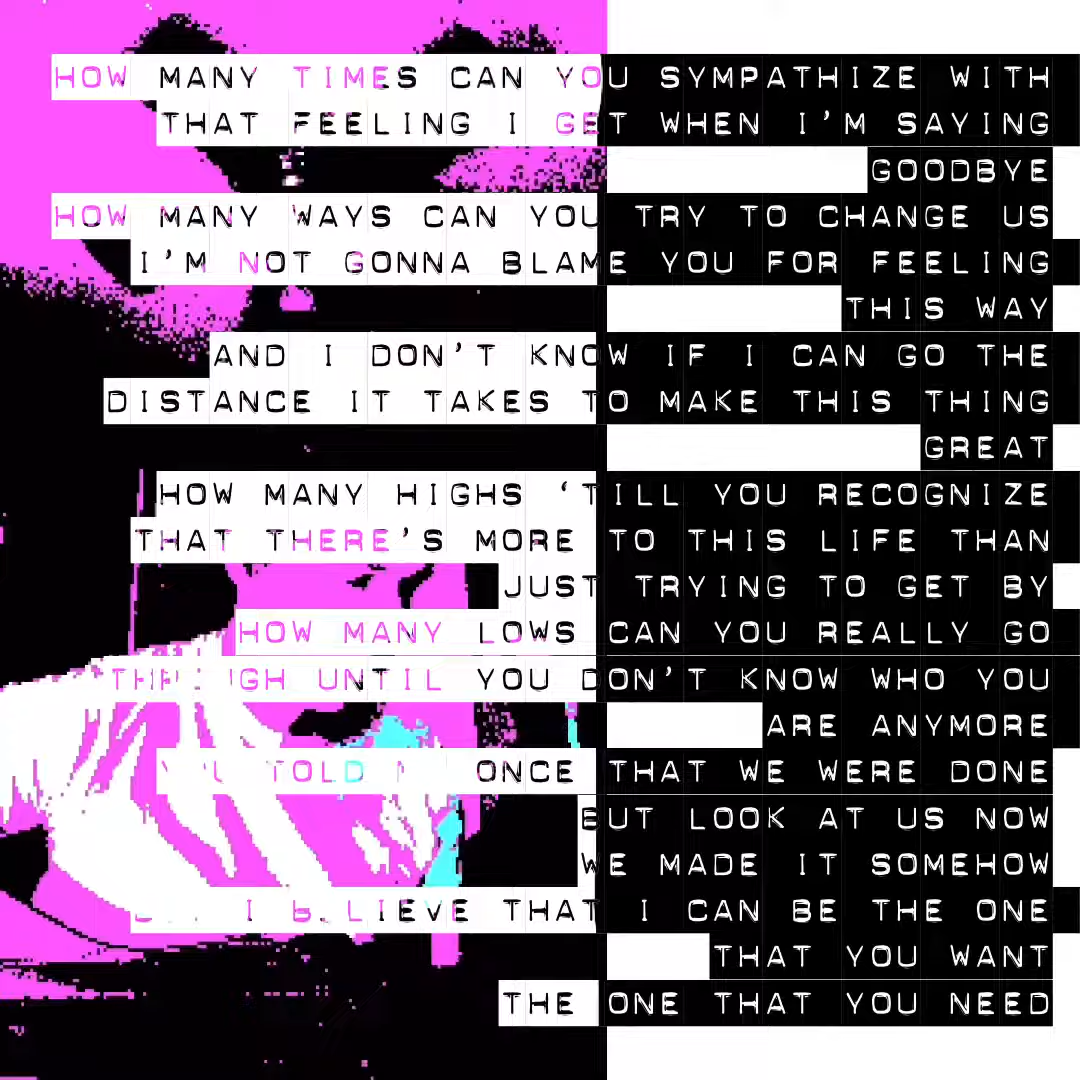 HOW MANY TIMES CAN YOU SYMPATHIZE WITH
THAT FEELING I GET WHEN I'M SAYING
GOODBYE
HOW MANY WAYS CAN YOU TRY TO CHANGE US
I'M NOT GONNA BLAME YOU FOR FEELING
THIS WAY
AND I DON'T KNOW IF I CAN GO THE
DISTANCE IT TAKES TO MAKE THIS THING
GREAT
HOW MANY HIGHS 'TILL YOU RECOGNIZE
THAT THERE'S MORE TO THIS LIFE THAN
JUST TRYING TO GET BY
HOW MANY LOWS CAN YOU REALLY GO
THROUGH UNTIL YOU DON'T KNOW WHO YOU
ARE ANYMORE
YOU TOLD ONCE THAT WE WERE DONE
BUT LOOK AT US NOW
WE MADE IT SOMEHOW
I BELIEVE THAT I CAN BE THE ONE
THAT YOU WANT
THE ONE THAT YOU NEED